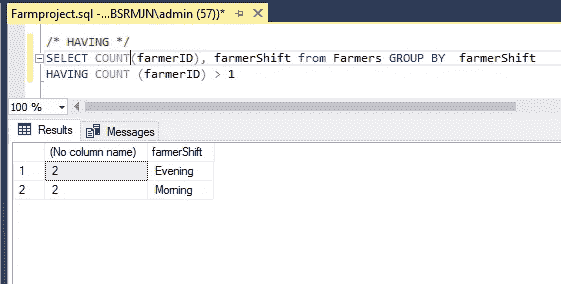 Farmproject.sql -...BSRMJN\admin (57))*
/* HAVING */
SELECT COUNT(farmerID), farmerShift from Farmers GROUP BY farmerShift
HAVING COUNT (farmerID) > 1
100 %
Results Messages
(No column name) farmerShift
1 2 Evening
2 2 Morning